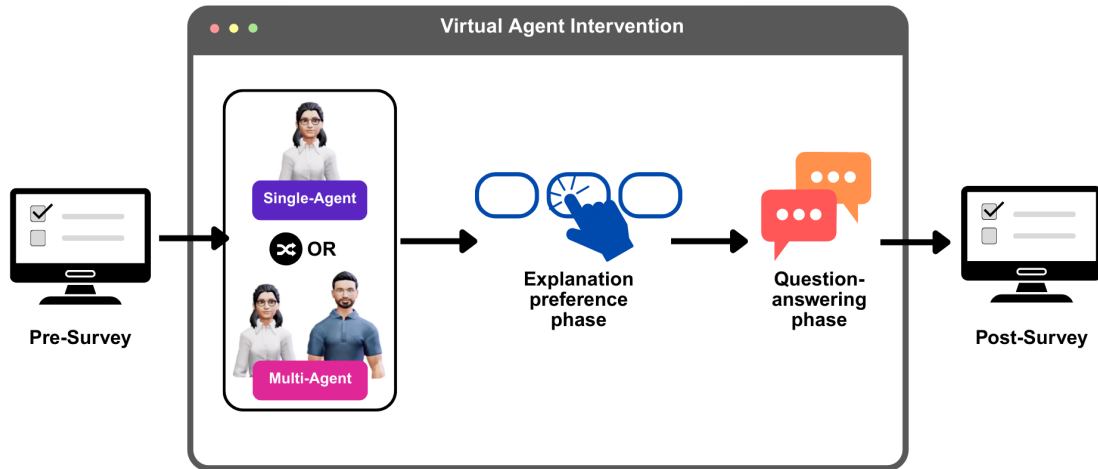 Virtual Agent Intervention
Pre-Survey
Single-Agent
OR
Multi-Agent
Explanation
preference
phase
Question-
answering
phase
Post-Survey